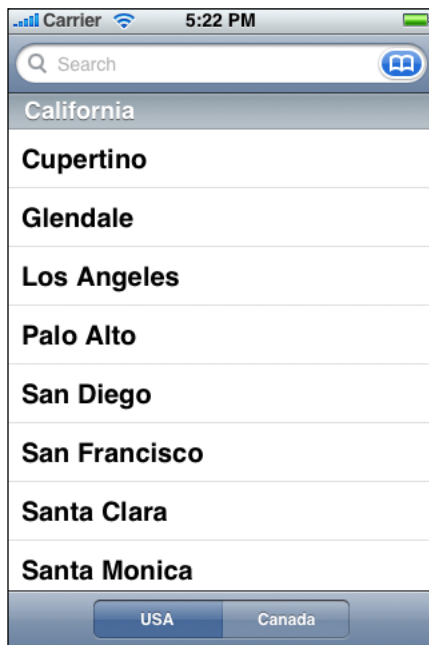 Carrier 5:22 PM
Search
California
Cupertino
Glendale
Los Angeles
Palo Alto
San Diego
San Francisco
Santa Clara
Santa Monica
USA Canada